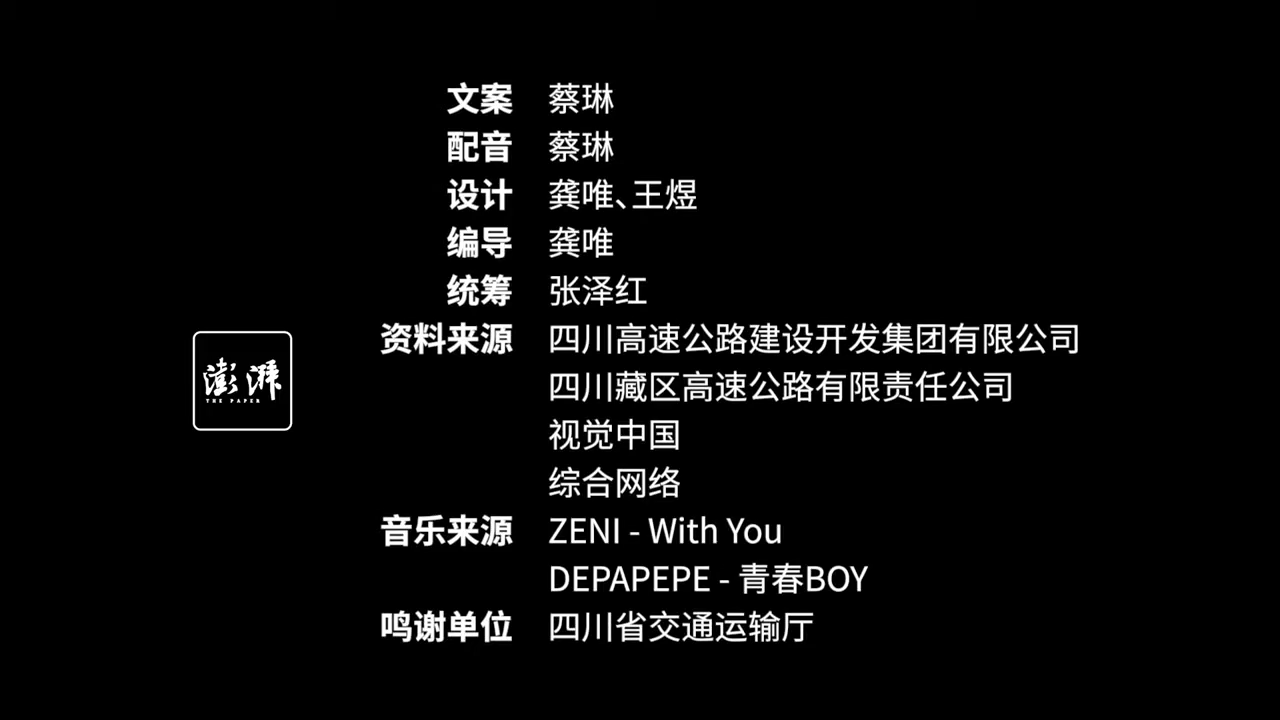 文案 蔡琳
配音 蔡琳
设计 龚唯、王煜
编导 龚唯
统筹 张泽红
资料来源 四川高速公路建设开发集团有限公司
四川藏区高速公路有限责任公司
视觉中国
综合网络
音乐来源 ZENI - With You
DEPAPEPE - 青春BOY
鸣谢单位 四川省交通运输厅
澎湃
THE PAPER